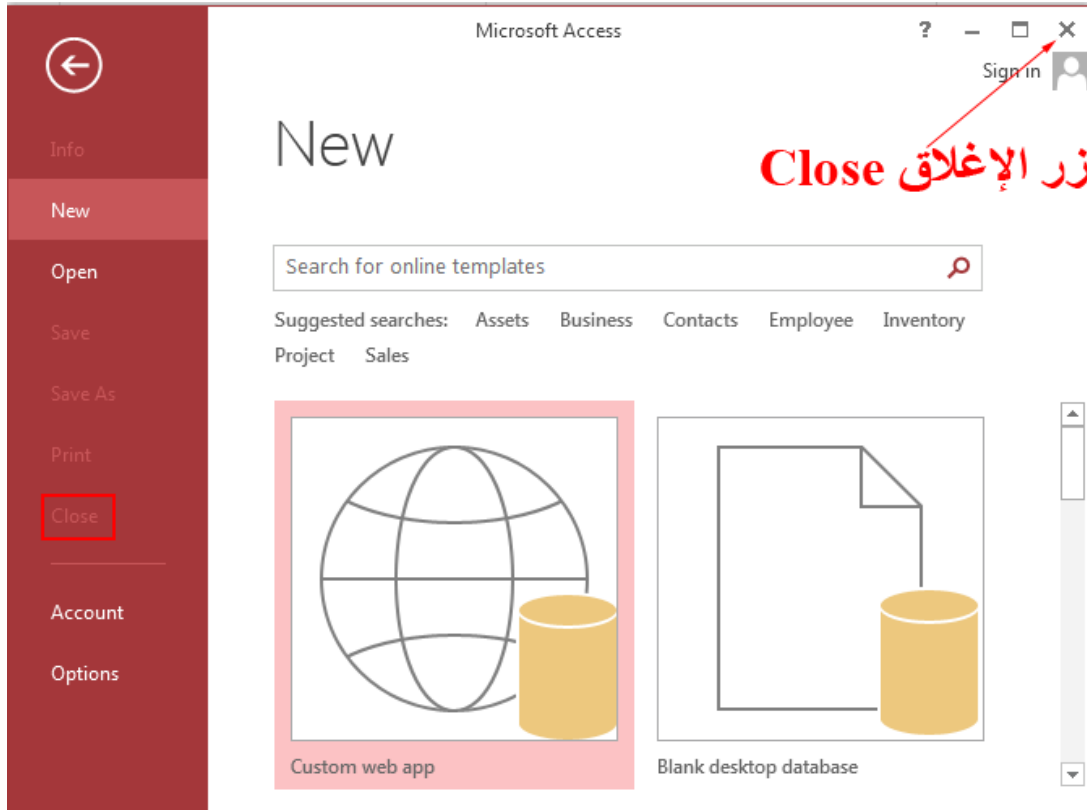 Microsoft Access
?
Sign in
Info
New
Open
Save
Save As
Print
Close
Account
Options
New
زر الإغلاق Close
Search for online templates
Suggested searches: Assets Business Contacts Employee Inventory
Project Sales
Custom web app
Blank desktop database